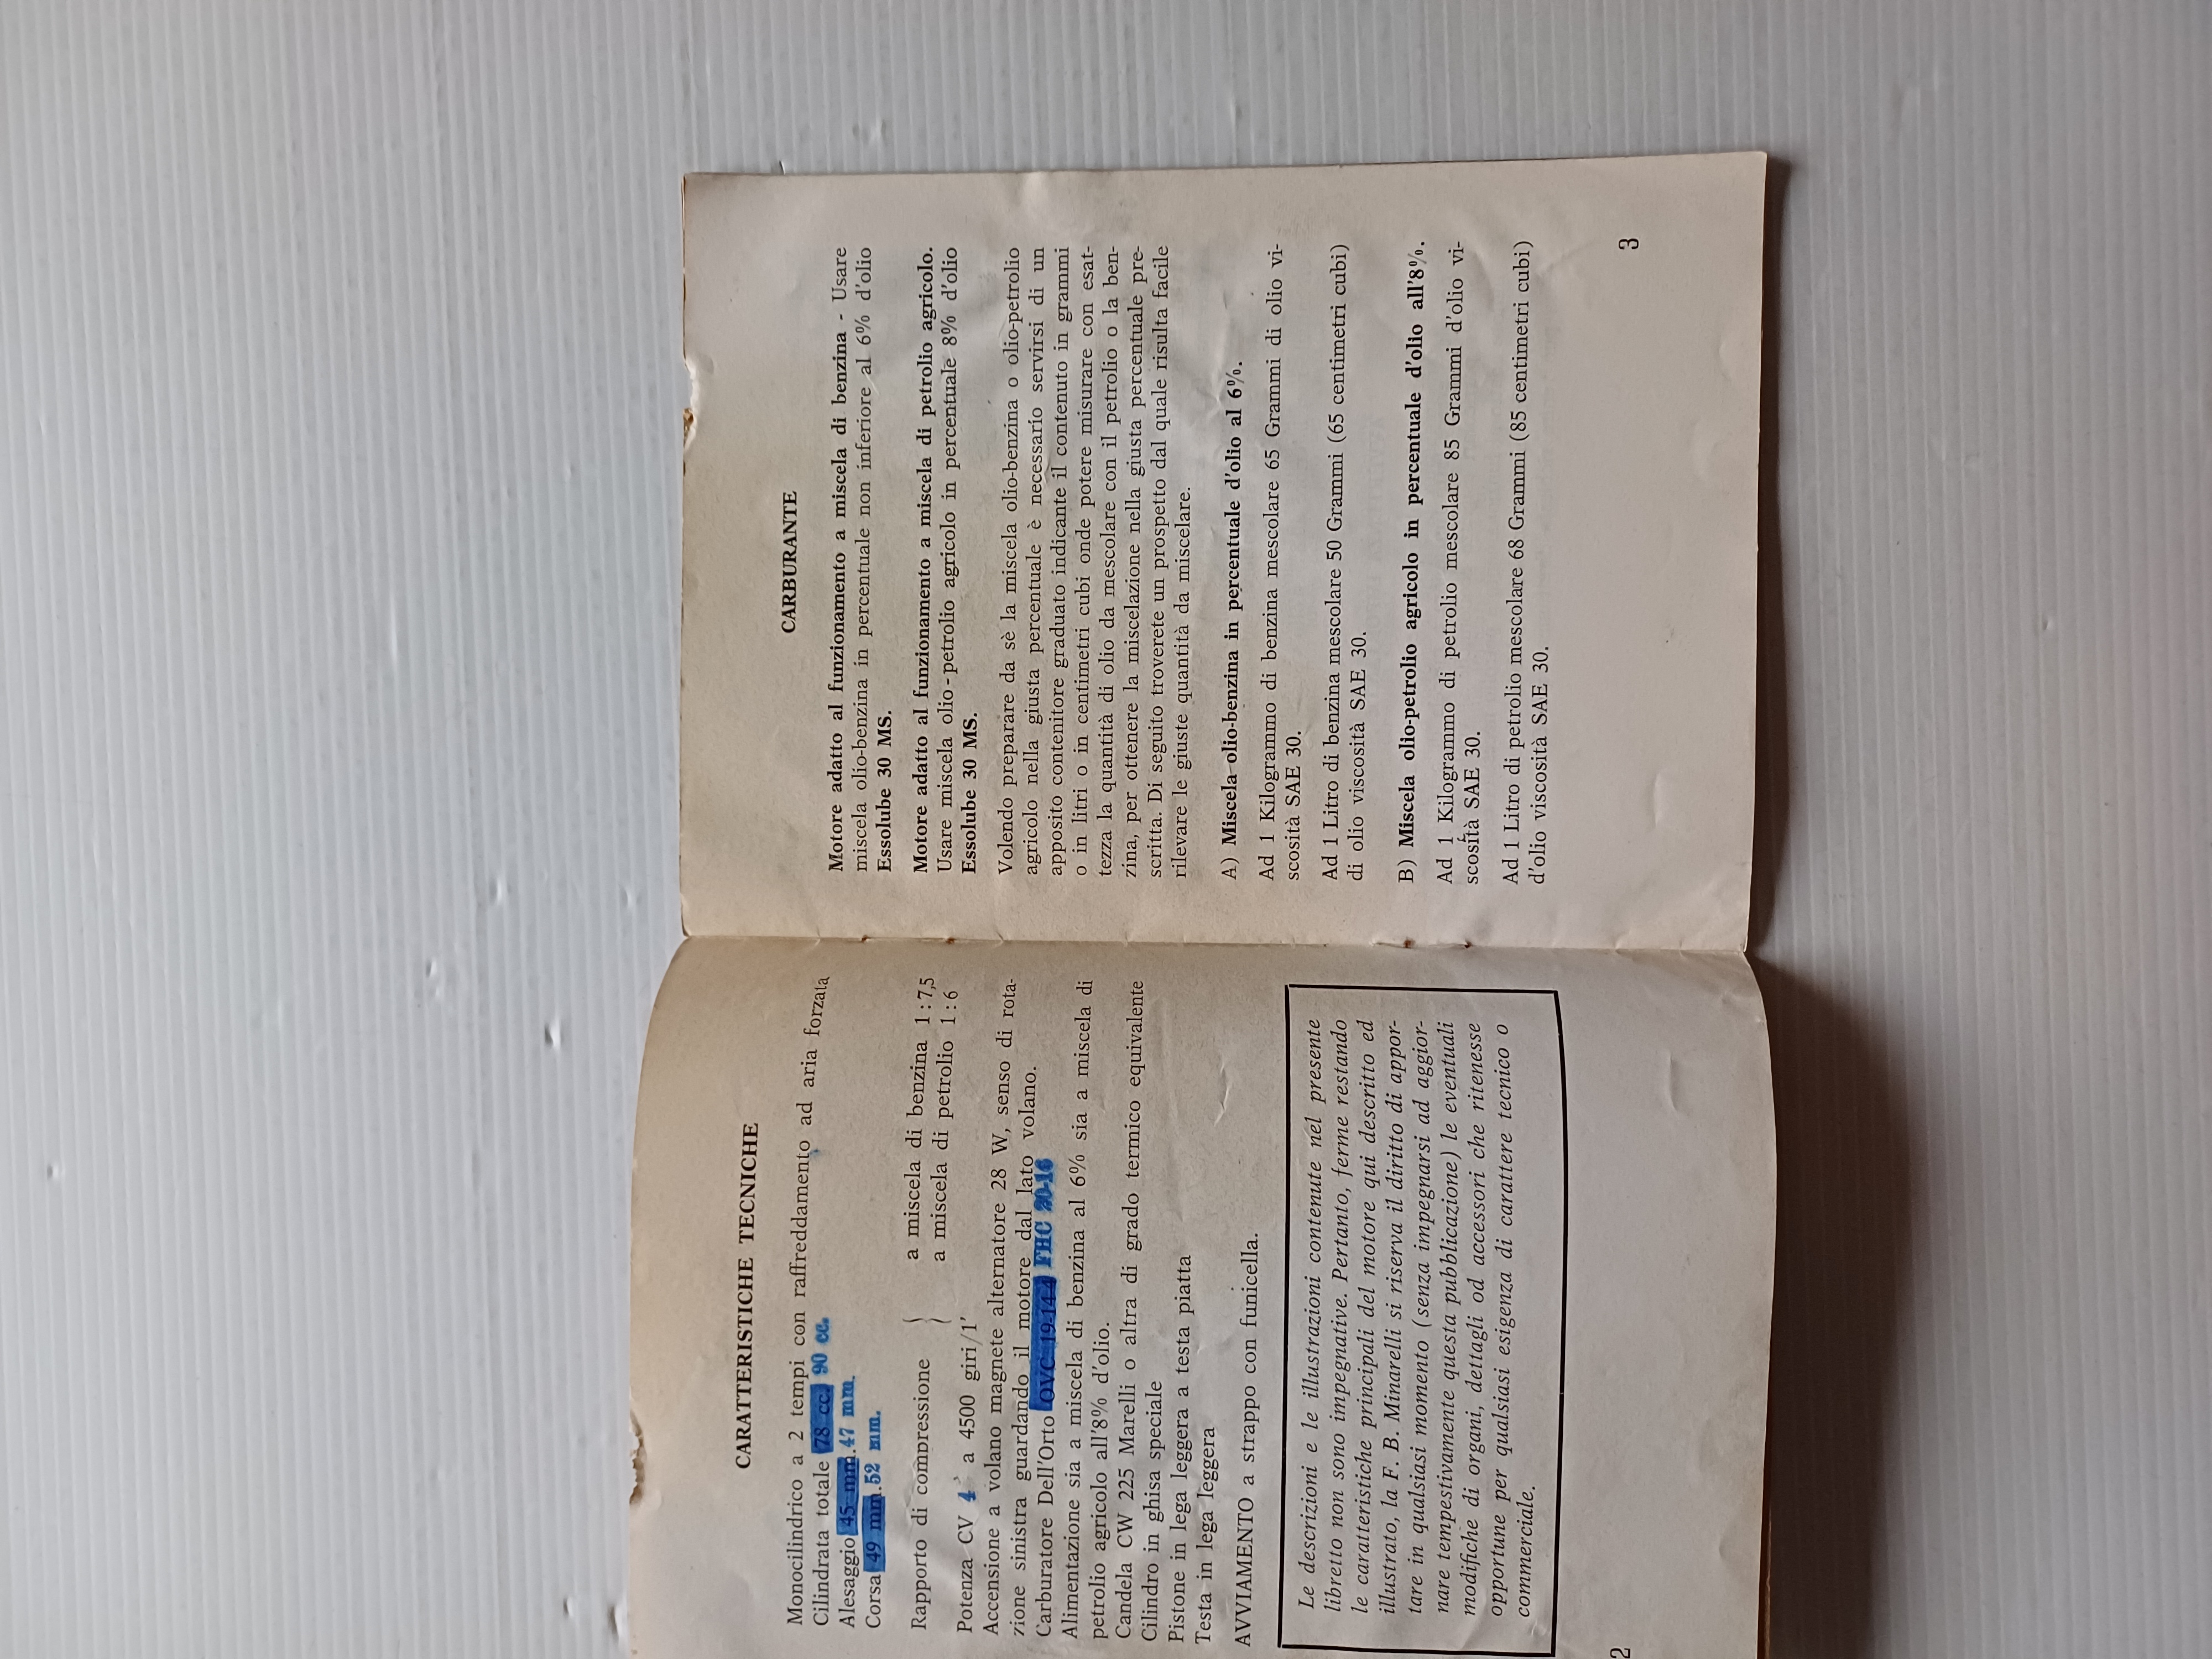 CARATTERISTICHE TECNICHE
Monocilindrico a 2 tempi con raffreddamento ad aria forzata
Cilindrata totale 78 cc. 90 cc.
Alesaggio 45 mm. 47 mm.
Corsa 49 mm. 52 mm.
Rapporto di compressione { a miscela di benzina 1:7,5
a miscela di petrolio 1:6
Potenza CV 4 a 4500 giri/1'
Accensione a volano magnete alternatore 28 W, senso di rota-
zione sinistra guardando il motore dal lato volano.
Carburatore Dell'Orto OVC 19-14 FHC 20-16
Alimentazione sia a miscela di benzina al 6% sia a miscela di
petrolio agricolo all'8% d'olio.
Candela CW 225 Marelli o altra di grado termico equivalente
Cilindro in ghisa speciale
Pistone in lega leggera a testa piatta
Testa in lega leggera
AVVIAMENTO a strappo con funicella.
Le descrizioni e le illustrazioni contenute nel presente
libretto non sono impegnative. Pertanto, ferme restando
le caratteristiche principali del motore qui descritto ed
illustrato, la F. B. Minarelli si riserva il diritto di appor-
tare in qualsiasi momento (senza impegnarsi ad aggior-
nare tempestivamente questa pubblicazione) le eventuali
modifiche di organi, dettagli od accessori che ritenesse
opportune per qualsiasi esigenza di carattere tecnico o
commerciale.
2
CARBURANTE
Motore adatto al funzionamento a miscela di benzina - Usare
miscela olio-benzina in percentuale non inferiore al 6% d'olio
Essolube 30 MS.
Motore adatto al funzionamento a miscela di petrolio agricolo.
Usare miscela olio-petrolio agricolo in percentuale 8% d'olio
Essolube 30 MS.
Volendo preparare da sè la miscela olio-benzina o olio-petrolio
agricolo nella giusta percentuale è necessario servirsi di un
apposito contenitore graduato indicante il contenuto in grammi
o in litri o in centimetri cubi onde potere misurare con esat-
tezza la quantità di olio da mescolare con il petrolio o la ben-
zina, per ottenere la miscelazione nella giusta percentuale pre-
scritta. Di seguito troverete un prospetto dal quale risulta facile
rilevare le giuste quantità da miscelare.
A) Miscela olio-benzina in percentuale d'olio al 6%.
Ad 1 Kilogrammo di benzina mescolare 65 Grammi di olio vi-
scosità SAE 30.
Ad 1 Litro di benzina mescolare 50 Grammi (65 centimetri cubi)
di olio viscosità SAE 30.
B) Miscela olio-petrolio agricolo in percentuale d'olio all'8%.
Ad 1 Kilogrammo di petrolio mescolare 85 Grammi d'olio vi-
scosità SAE 30.
Ad 1 Litro di petrolio mescolare 68 Grammi (85 centimetri cubi)
d'olio viscosità SAE 30.
3